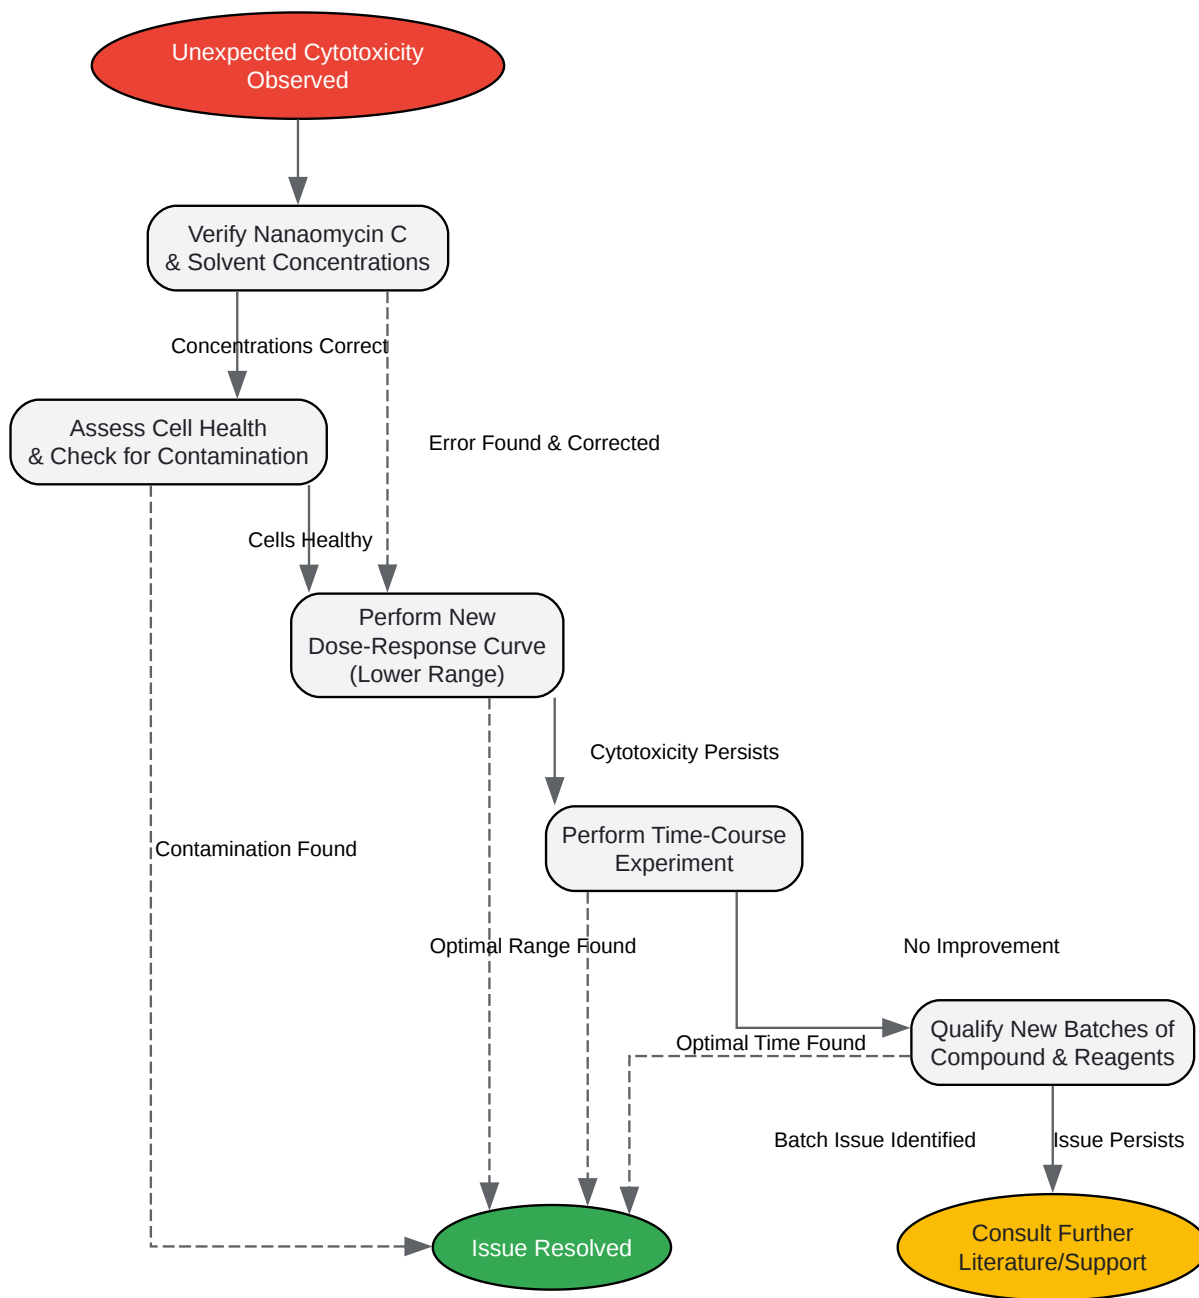 Unexpected Cytotoxicity
Observed
Verify Nanaomycin C
& Solvent Concentrations
Concentrations Correct
Error Found & Corrected
Assess Cell Health
& Check for Contamination
Cells Healthy
Perform New
Dose-Response Curve
(Lower Range)
Cytotoxicity Persists
Perform Time-Course
Experiment
Contamination Found
Optimal Range Found
No Improvement
Qualify New Batches of
Compound & Reagents
Optimal Time Found
Batch Issue Identified
Issue Persists
Issue Resolved
Consult Further
Literature/Support